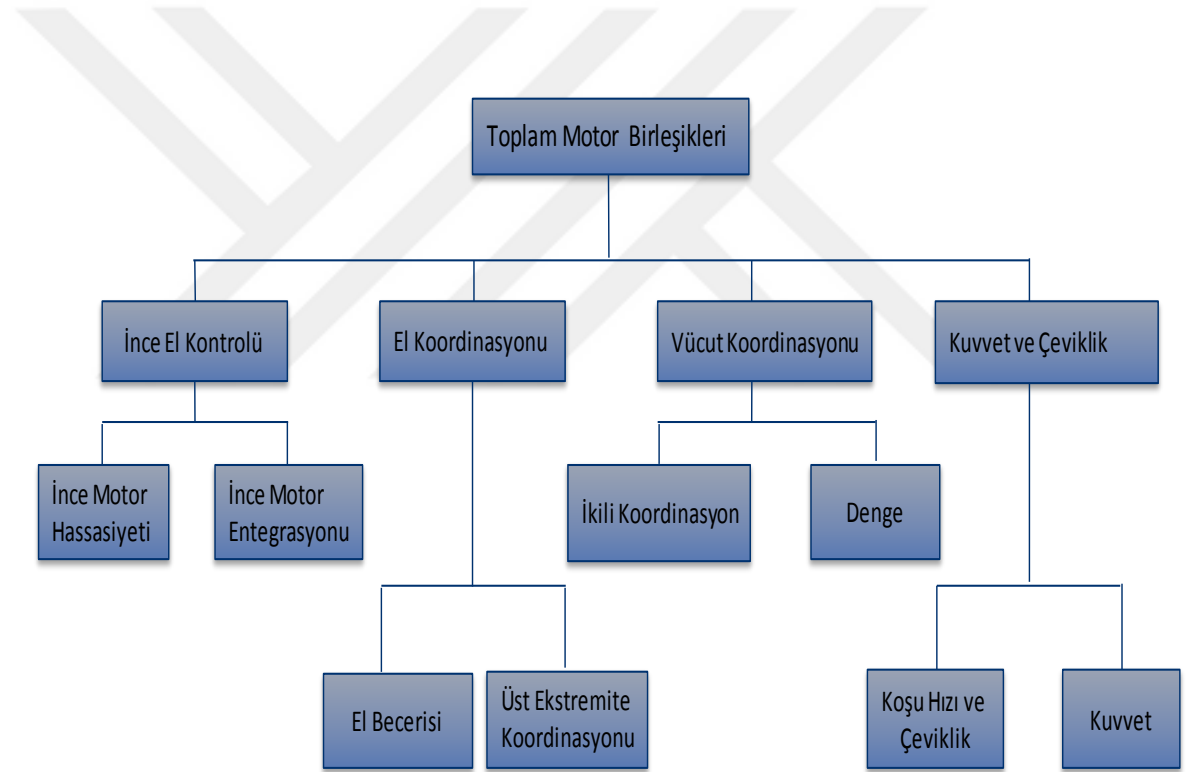 Toplam Motor Birleşikleri
İnce El Kontrolü
El Koordinasyonu
Vücut Koordinasyonu
Kuvvet ve Çeviklik
İnce Motor
Hassasiyeti
İnce Motor
Entegrasyonu
İkili Koordinasyon
Denge
El Becerisi
Üst Ekstremite
Koordinasyonu
Koşu Hızı ve
Çeviklik
Kuvvet